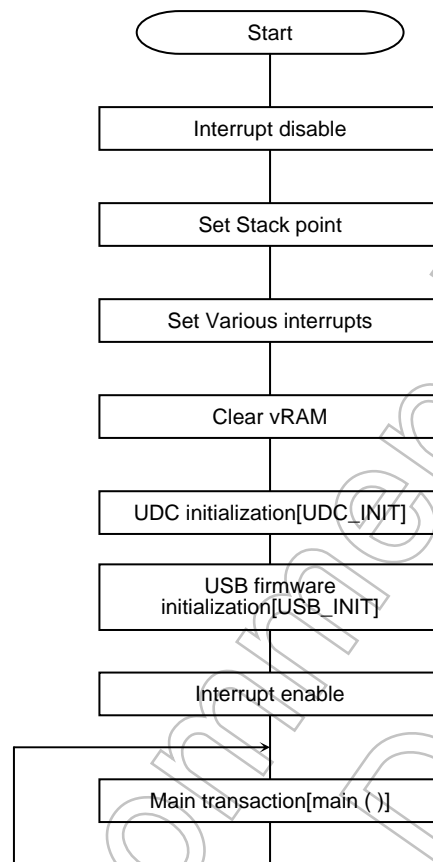 Start
Interrupt disable
Set Stack point
Set Various interrupts
Clear vRAM
UDC initialization[UDC_INIT]
USB firmware
initialization[USB_INIT]
Interrupt enable
Main transaction[main ( )]